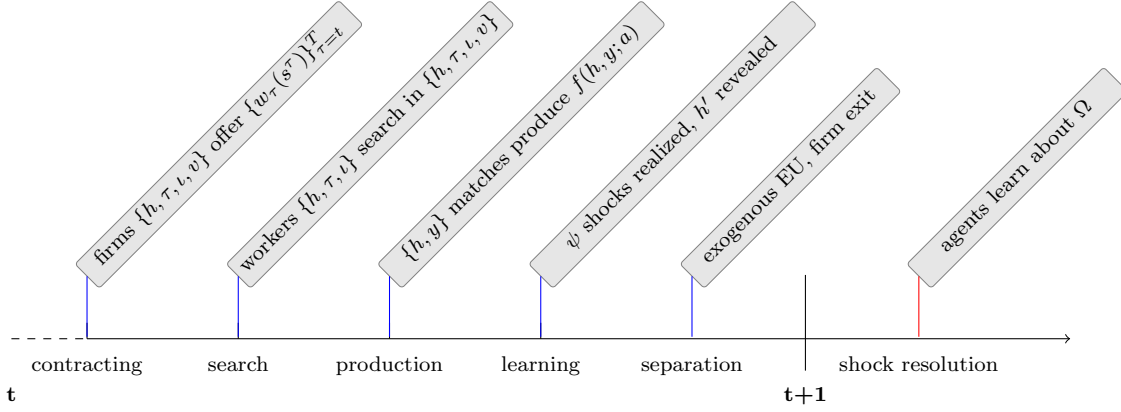 firms {h, τ, ι, v} offer {w_τ(s^τ)}^T_{τ=t}
workers {h, τ, ι} search in {h, τ, ι, v}
{h, y} matches produce f(h, y; a)
ψ shocks realized, h′ revealed
exogenous EU, firm exit
agents learn about Ω
contracting
search
production
learning
separation
shock resolution
t
t+1